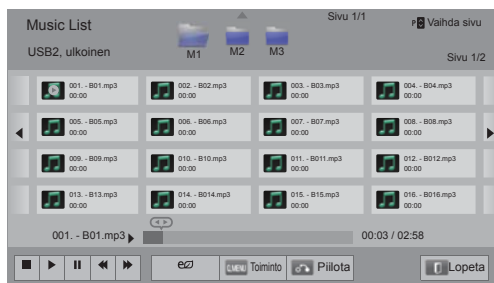 Music List
Sivu 1/1
P Vaihda sivu
USB2, ulkoinen
M1 M2 M3
Sivu 1/2
001. - B01.mp3 00:00
002. - B02.mp3 00:00
003. - B03.mp3 00:00
004. - B04.mp3 00:00
005. - B05.mp3 00:00
006. - B06.mp3 00:00
007. - B07.mp3 00:00
008. - B08.mp3 00:00
009. - B09.mp3 00:00
010. - B10.mp3 00:00
011. - B011.mp3 00:00
012. - B012.mp3 00:00
013. - B13.mp3 00:00
014. - B014.mp3 00:00
015. - B15.mp3 00:00
016. - B016.mp3 00:00
001. - B01.mp3
00:03 / 02:58
Q.MENU Toiminto Piilota Lopeta